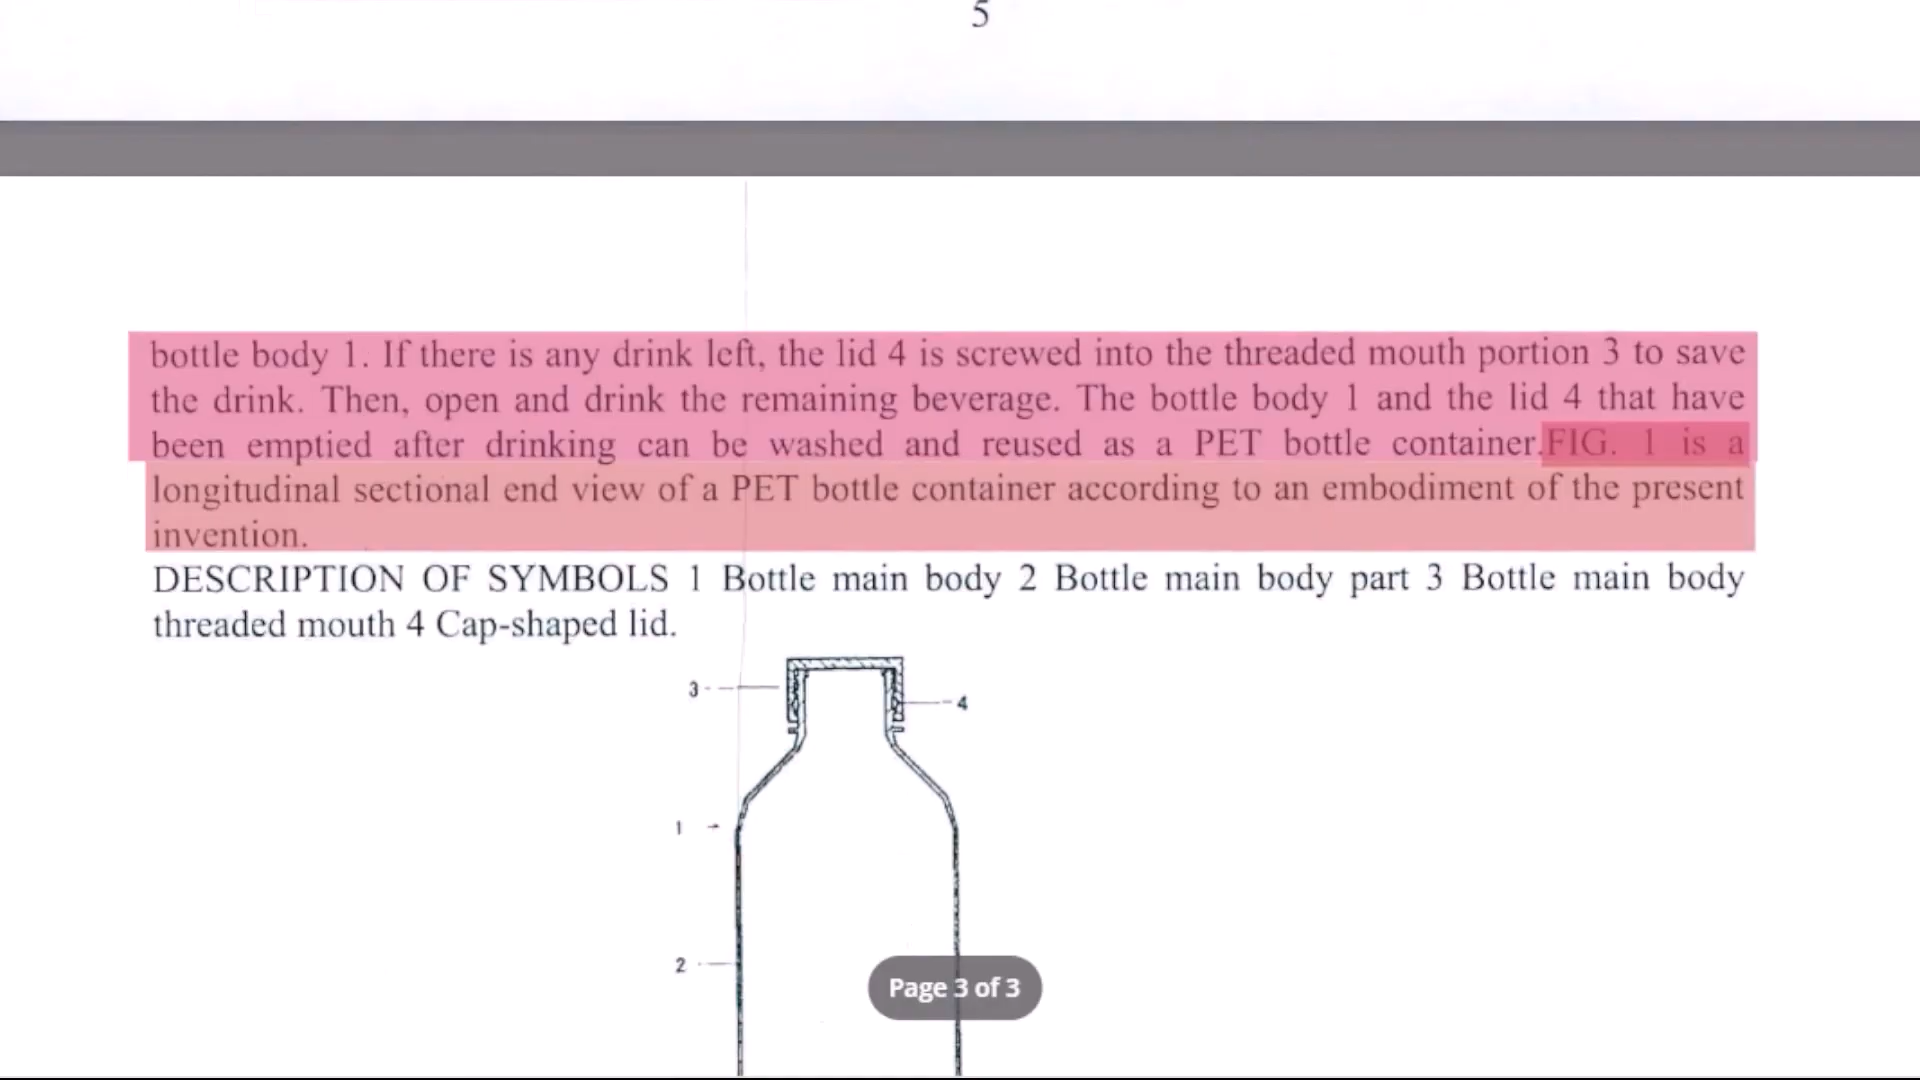 5
bottle body 1. If there is any drink left, the lid 4 is screwed into the threaded mouth portion 3 to save
the drink. Then, open and drink the remaining beverage. The bottle body 1 and the lid 4 that have
been emptied after drinking can be washed and reused as a PET bottle container.FIG. 1 is a
longitudinal sectional end view of a PET bottle container according to an embodiment of the present
invention.
DESCRIPTION OF SYMBOLS 1 Bottle main body 2 Bottle main body part 3 Bottle main body
threaded mouth 4 Cap-shaped lid.
3
4
1
2
Page 3 of 3